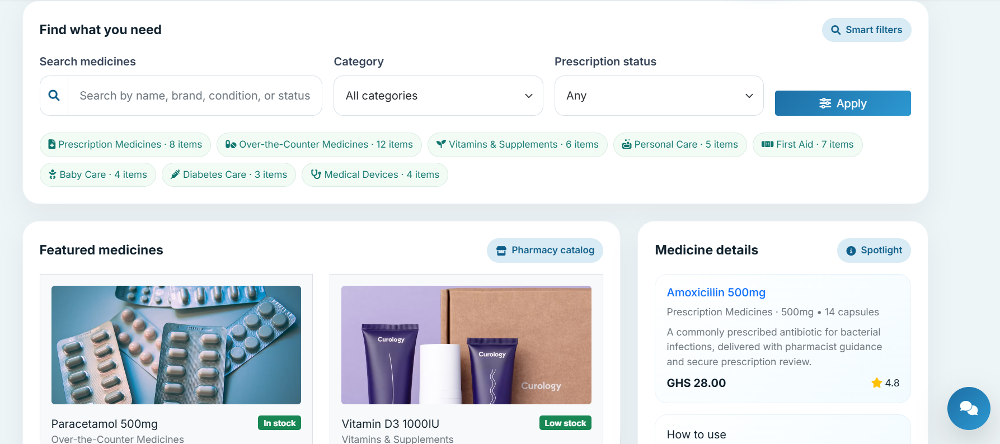 Find what you need
Smart filters
Search medicines
Category
Prescription status
Search by name, brand, condition, or status
All categories
Any
Apply
Prescription Medicines · 8 items
Over-the-Counter Medicines · 12 items
Vitamins & Supplements · 6 items
Personal Care · 5 items
First Aid · 7 items
Baby Care · 4 items
Diabetes Care · 3 items
Medical Devices · 4 items
Featured medicines
Pharmacy catalog
Curology
Curology
Curology
Paracetamol 500mg
In stock
Over-the-Counter Medicines
Vitamin D3 1000IU
Low stock
Vitamins & Supplements
Medicine details
Spotlight
Amoxicillin 500mg
Prescription Medicines · 500mg • 14 capsules
A commonly prescribed antibiotic for bacterial
infections, delivered with pharmacist guidance
and secure prescription review.
GHS 28.00
4.8
How to use